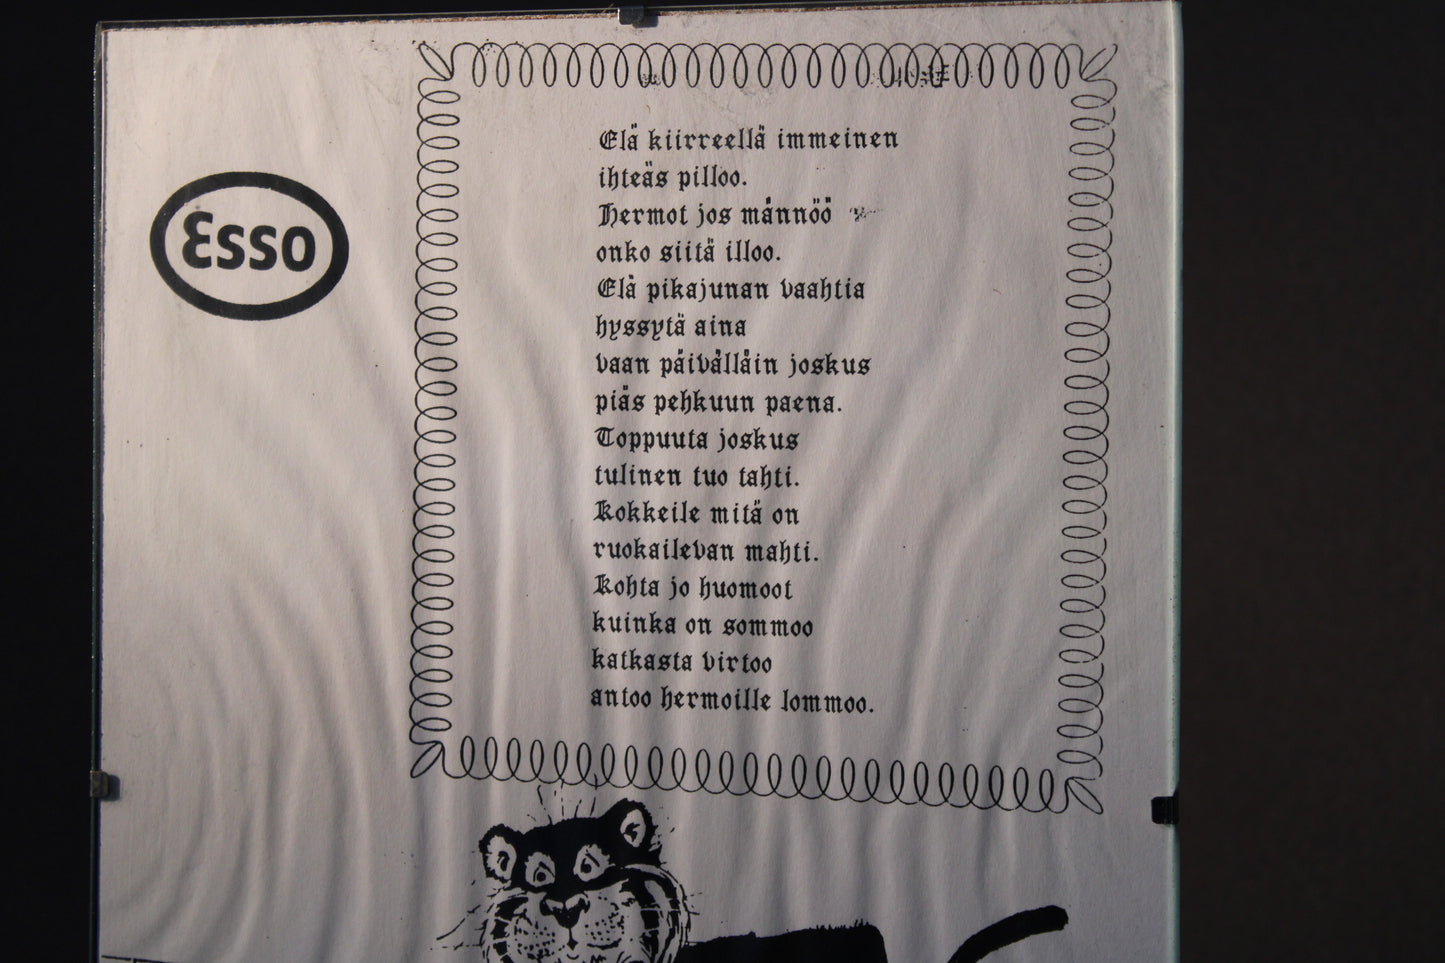 Esso
Elä kiirreellä immeinen
ihteäs pilloo.
Hermot jos männöö
onko siitä illoo.
Elä pikajunan vaahtia
hyssytä aina
vaan päivälläin joskus
piäs pehkuun paena.
Toppuuta joskus
tulinen tuo tahti.
Kokkeile mitä on
ruokailevan mahti.
Kohta jo huomoot
kuinka on sommoo
katkasta virtoo
antoo hermoille lommoo.